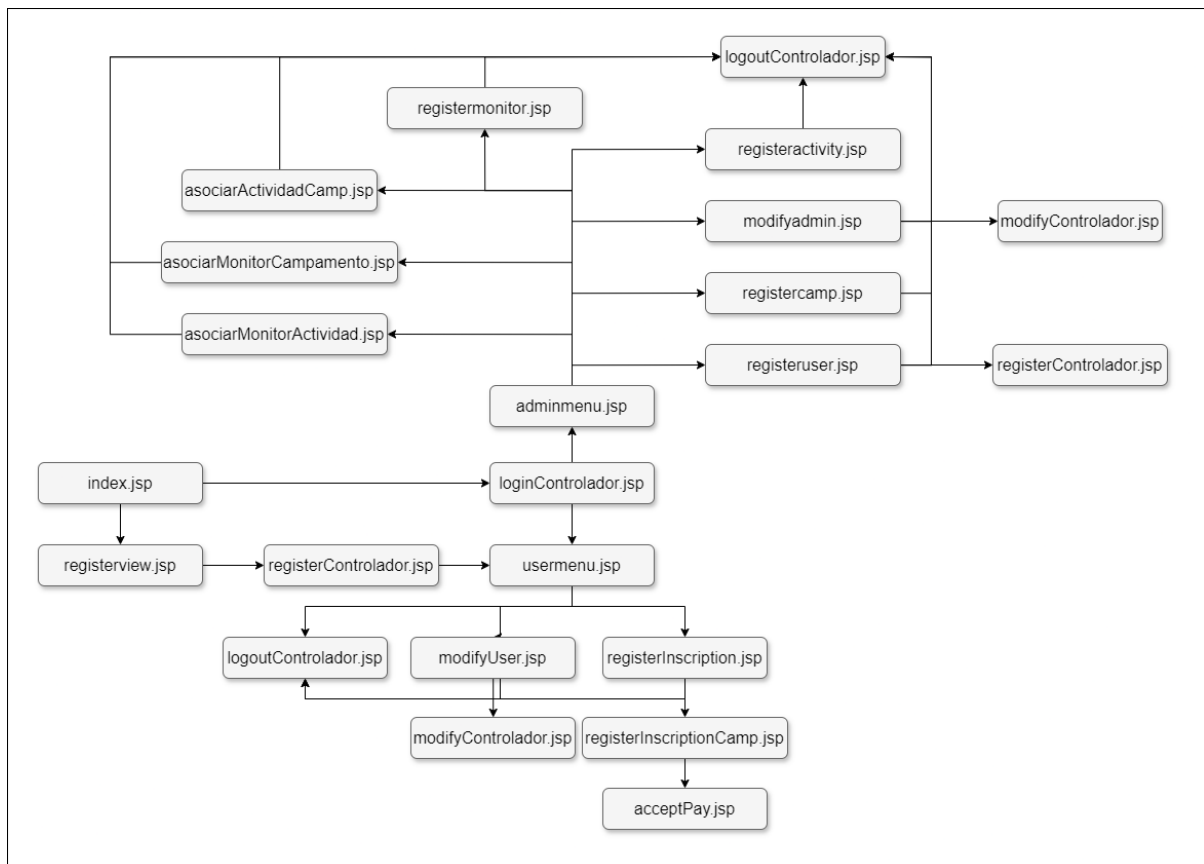 logoutControlador.jsp
registermonitor.jsp
registeractivity.jsp
asociarActividadCamp.jsp
modifyadmin.jsp
modifyControlador.jsp
asociarMonitorCampamento.jsp
registercamp.jsp
asociarMonitorActividad.jsp
registeruser.jsp
registerControlador.jsp
adminmenu.jsp
index.jsp
loginControlador.jsp
registerview.jsp
registerControlador.jsp
usermenu.jsp
logoutControlador.jsp
modifyUser.jsp
registerInscription.jsp
modifyControlador.jsp
registerInscriptionCamp.jsp
acceptPay.jsp